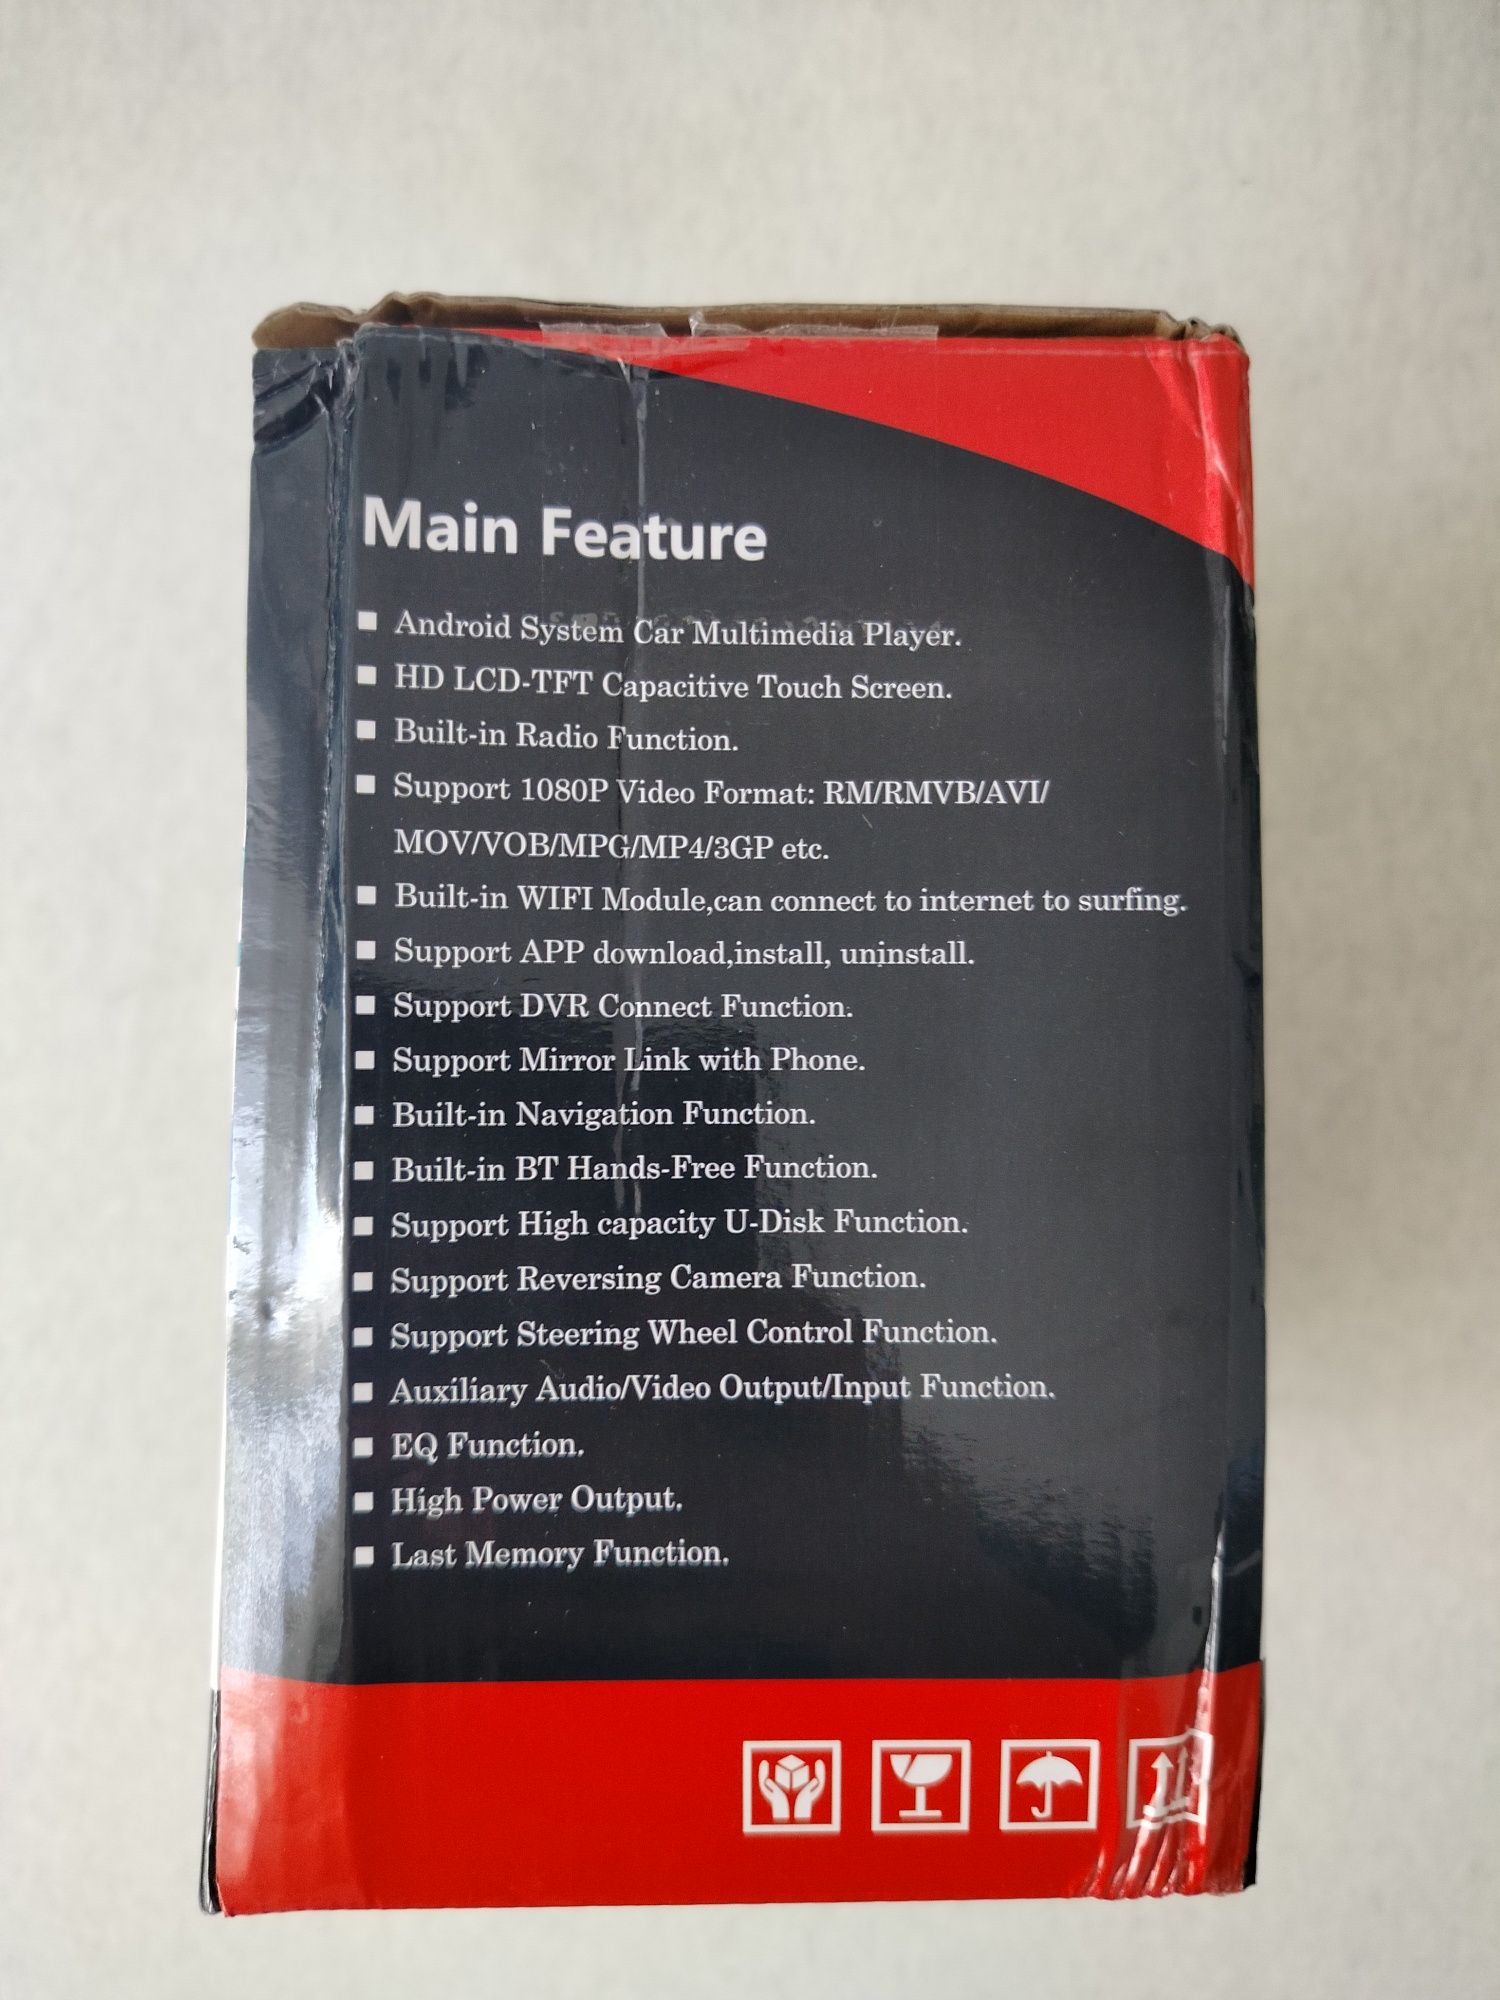 Main Feature
■ Android System Car Multimedia Player.
■ HD LCD-TFT Capacitive Touch Screen.
■ Built-in Radio Function.
■ Support 1080P Video Format: RM/RMVB/AVI/
MOV/VOB/MPG/MP4/3GP etc.
■ Built-in WIFI Module,can connect to internet to surfing.
■ Support APP download,install, uninstall.
■ Support DVR Connect Function.
■ Support Mirror Link with Phone.
■ Built-in Navigation Function.
■ Built-in BT Hands-Free Function.
■ Support High capacity U-Disk Function.
■ Support Reversing Camera Function.
■ Support Steering Wheel Control Function.
■ Auxiliary Audio/Video Output/Input Function.
■ EQ Function.
■ High Power Output.
■ Last Memory Function.